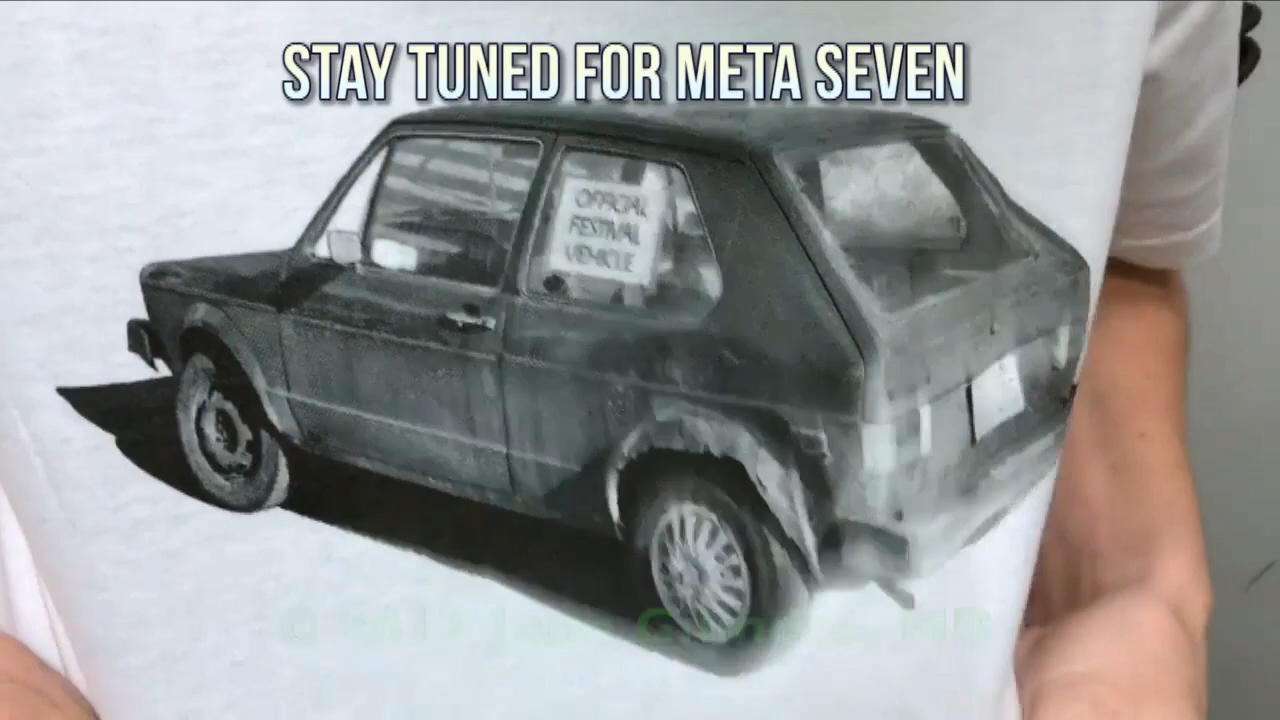 STAY TUNED FOR META SEVEN
OFFICIAL
FESTIVAL
VEHICLE